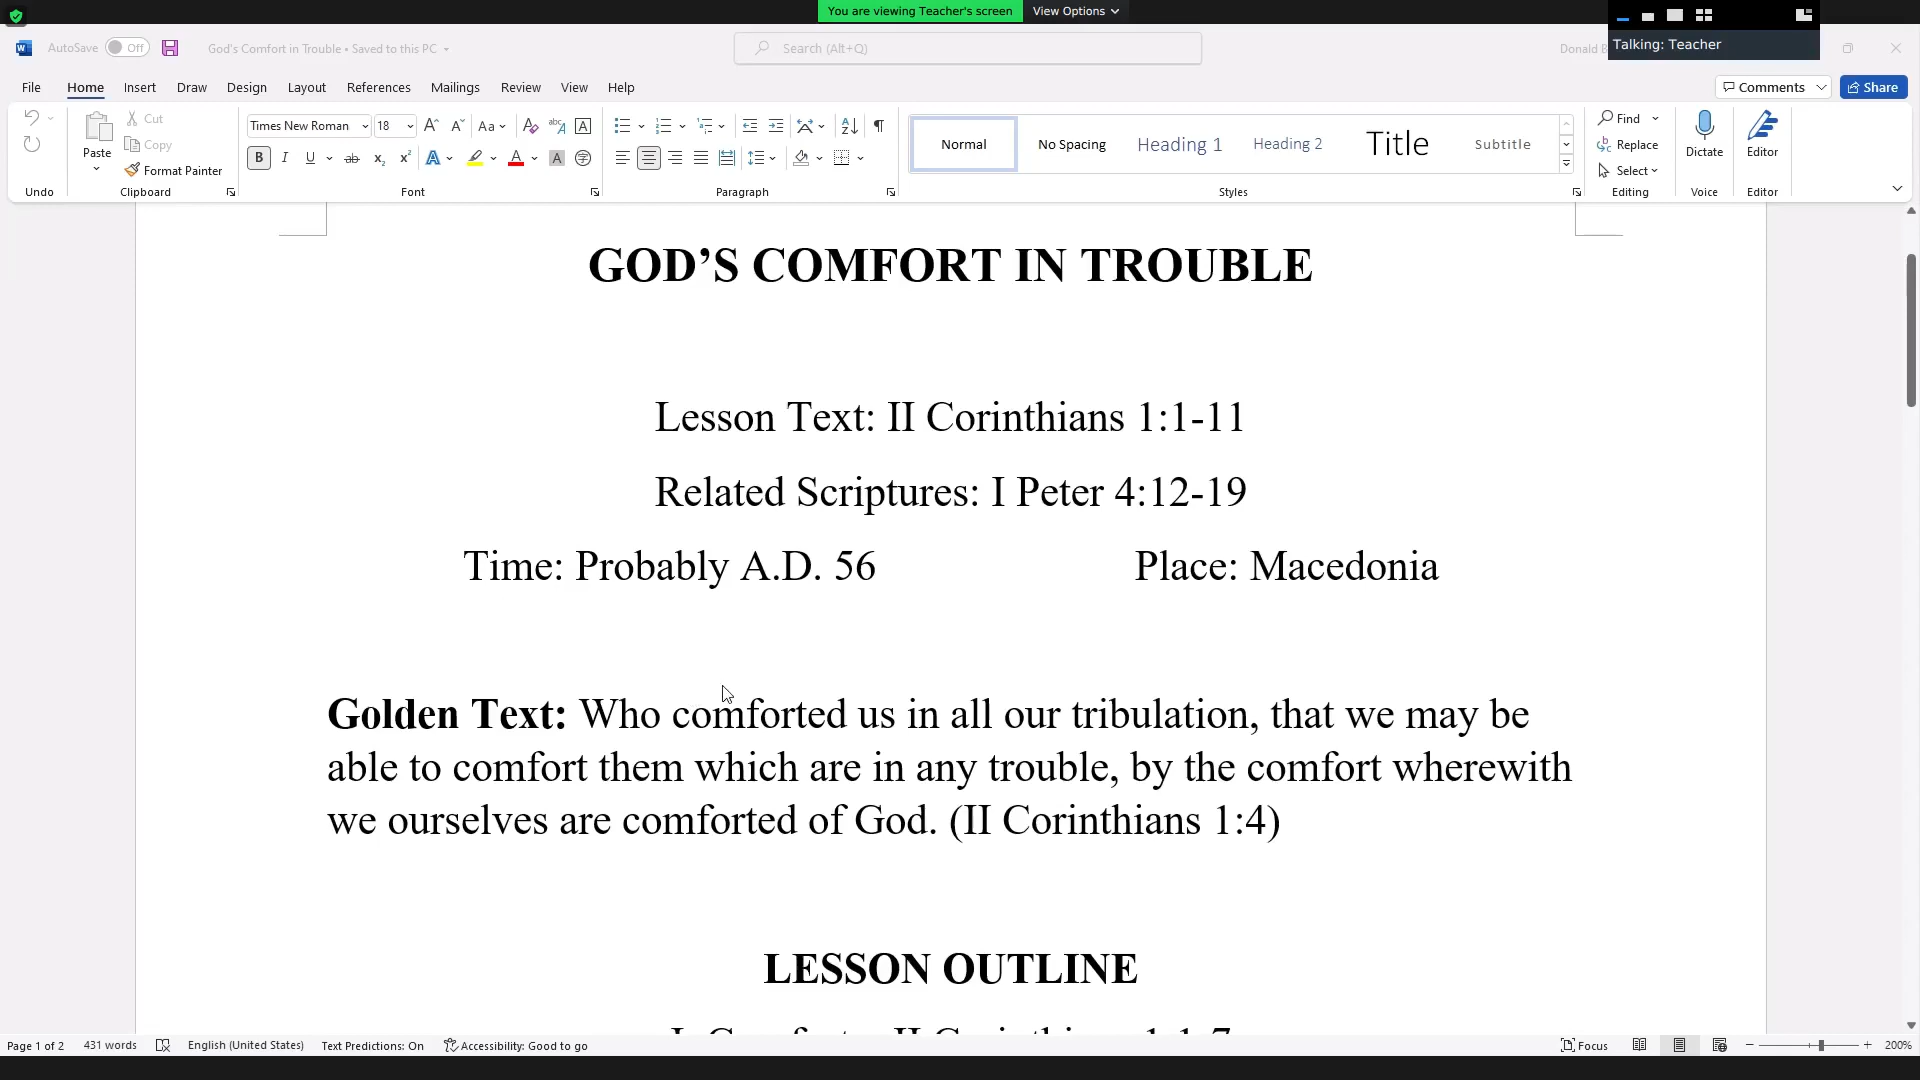 You are viewing Teacher's screen View Options
Talking: Teacher
AutoSave Off God's Comfort in Trouble • Saved to this PC Search (Alt+Q) Donald
File Home Insert Draw Design Layout References Mailings Review View Help Comments Share
Times New Roman 18 Aa
Paste Cut Copy Format Painter
Normal No Spacing Heading 1 Heading 2 Title Subtitle
Find Replace Select Dictate Editor
Undo Clipboard Font Paragraph Styles Editing Voice Editor
GOD’S COMFORT IN TROUBLE
Lesson Text: II Corinthians 1:1-11
Related Scriptures: I Peter 4:12-19
Time: Probably A.D. 56 Place: Macedonia
Golden Text: Who comforted us in all our tribulation, that we may be
able to comfort them which are in any trouble, by the comfort wherewith
we ourselves are comforted of God. (II Corinthians 1:4)
LESSON OUTLINE
Page 1 of 2 431 words English (United States) Text Predictions: On Accessibility: Good to go Focus 200%